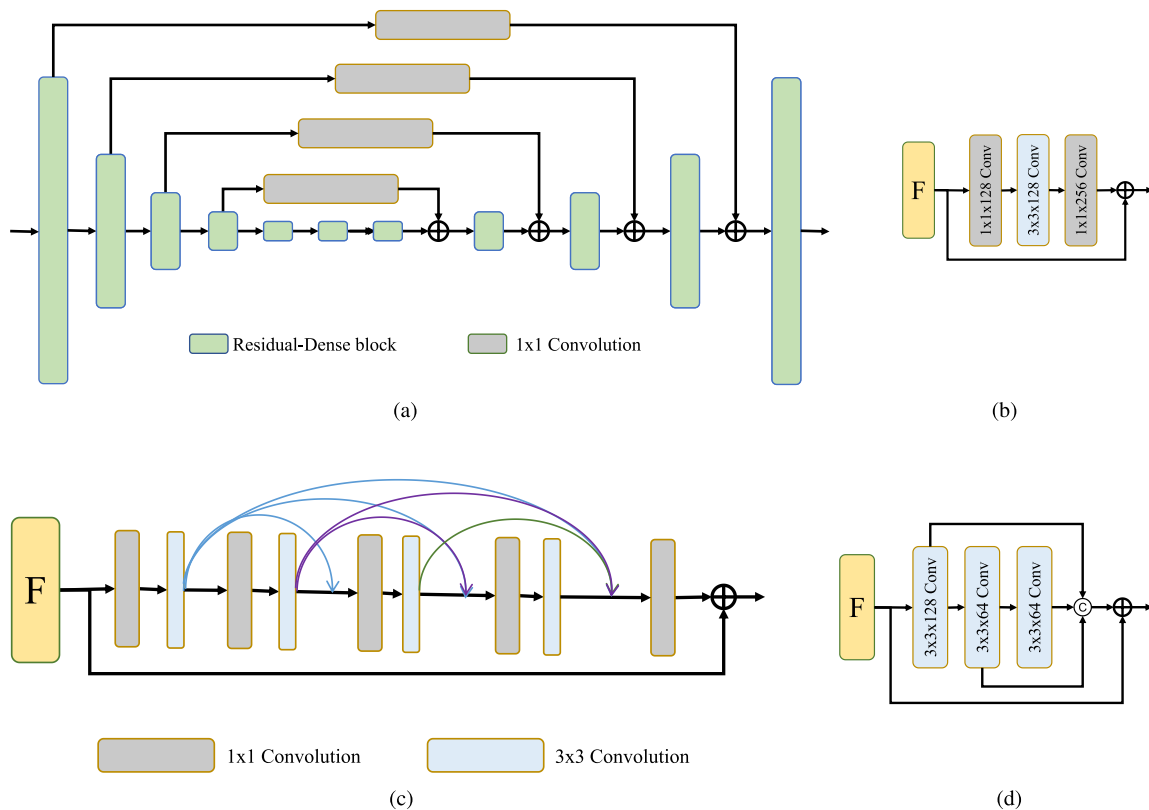 Residual-Dense block
1x1 Convolution
(a)
F
1x1x128 Conv
3x3x128 Conv
1x1x256 Conv
(b)
F
1x1 Convolution
3x3 Convolution
(c)
F
3x3x128 Conv
3x3x64 Conv
3x3x64 Conv
C
(d)